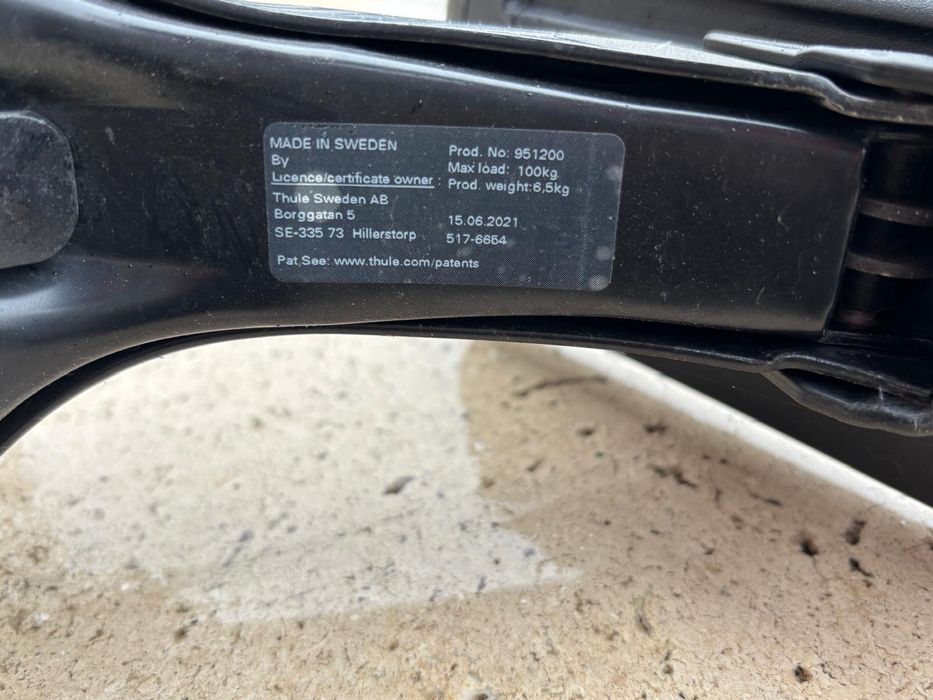 MADE IN SWEDEN
By
Licence/certificate owner :
Thule Sweden AB
Borggatan 5
SE-335 73 Hillerstorp
Pat.See: www.thule.com/patents
Prod. No: 951200
Max load: 100kg
Prod. weight:6,5kg
15.06.2021
517-6654